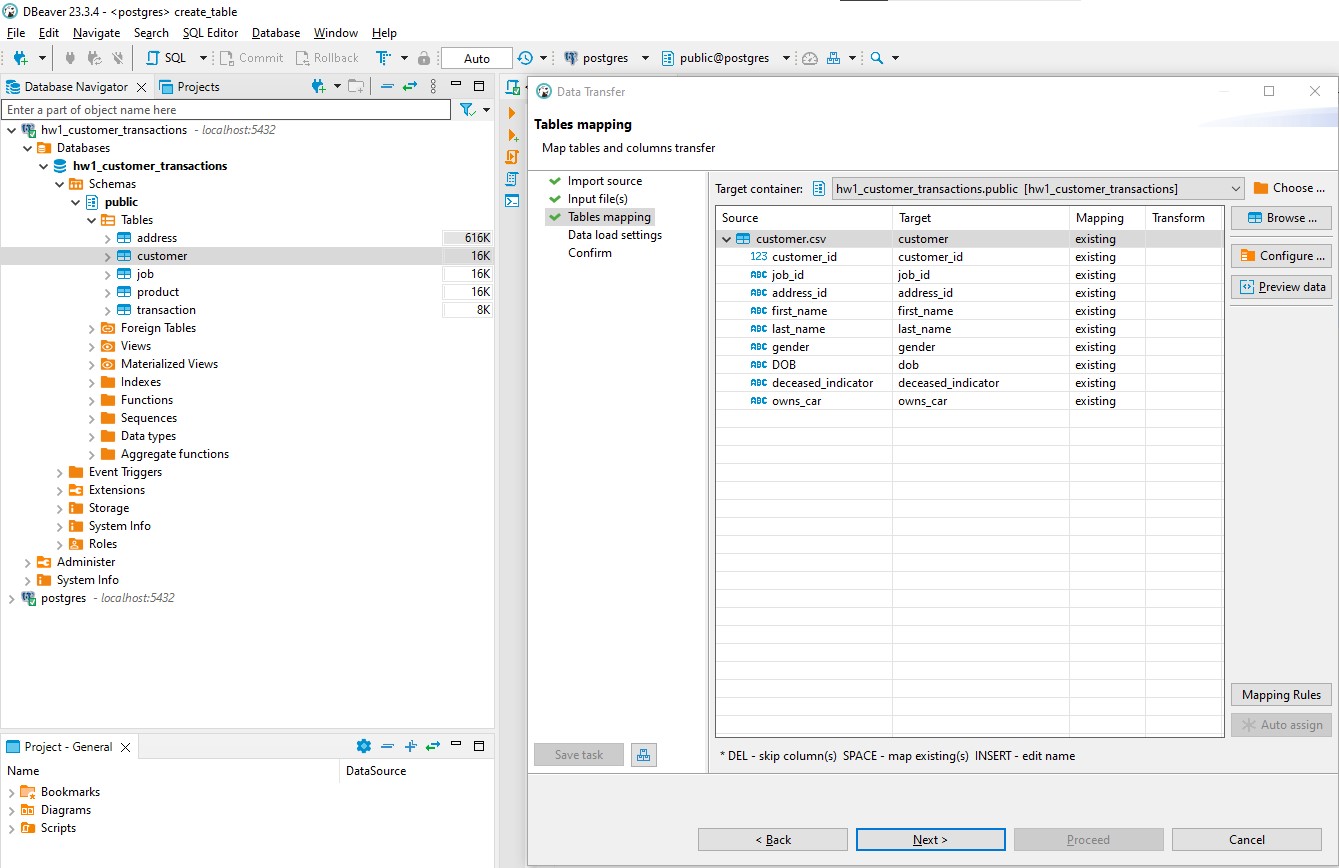 DBeaver 23.3.4 - <postgres> create_table
File Edit Navigate Search SQL Editor Database Window Help
SQL Commit Rollback Auto postgres public@postgres
Database Navigator Projects
Enter a part of object name here
hw1_customer_transactions - localhost:5432
Databases
hw1_customer_transactions
Schemas
public
Tables
address 616K
customer 16K
job 16K
product 16K
transaction 8K
Foreign Tables
Views
Materialized Views
Indexes
Functions
Sequences
Data types
Aggregate functions
Event Triggers
Extensions
Storage
System Info
Roles
Administer
System Info
postgres - localhost:5432
Project - General
Name DataSource
Bookmarks
Diagrams
Scripts
Data Transfer
Tables mapping
Map tables and columns transfer
Import source
Input file(s)
Tables mapping
Data load settings
Confirm
Save task
Target container: hw1_customer_transactions.public [hw1_customer_transactions] Choose ...
Source Target Mapping Transform
customer.csv customer existing
123 customer_id customer_id existing
ABC job_id job_id existing
ABC address_id address_id existing
ABC first_name first_name existing
ABC last_name last_name existing
ABC gender gender existing
ABC DOB dob existing
ABC deceased_indicator deceased_indicator existing
ABC owns_car owns_car existing
Browse ...
Configure ...
Preview data
Mapping Rules
Auto assign
* DEL - skip column(s) SPACE - map existing(s) INSERT - edit name
< Back Next > Proceed Cancel